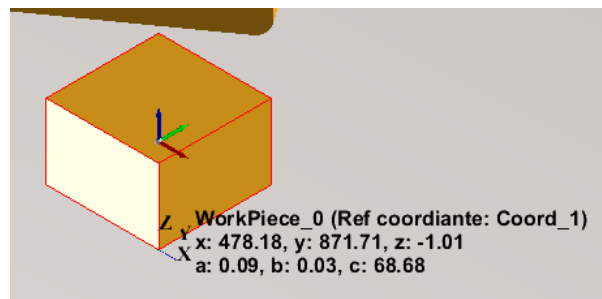 Z
WorkPiece_0 (Ref coordiante: Coord_1)
Y
x: 478.18, y: 871.71, z: -1.01
X
a: 0.09, b: 0.03, c: 68.68